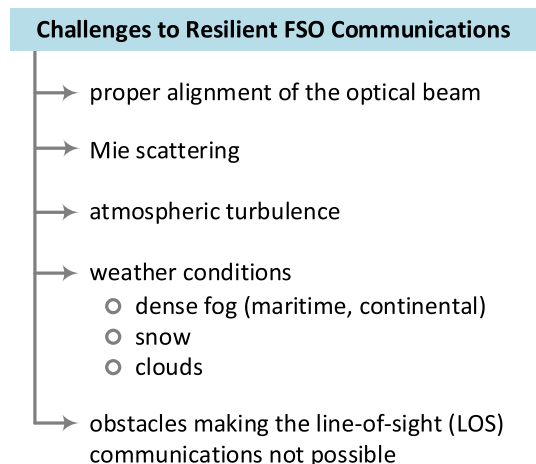 Challenges to Resilient FSO Communications
proper alignment of the optical beam
Mie scattering
atmospheric turbulence
weather conditions
dense fog (maritime, continental)
snow
clouds
obstacles making the line-of-sight (LOS)
communications not possible